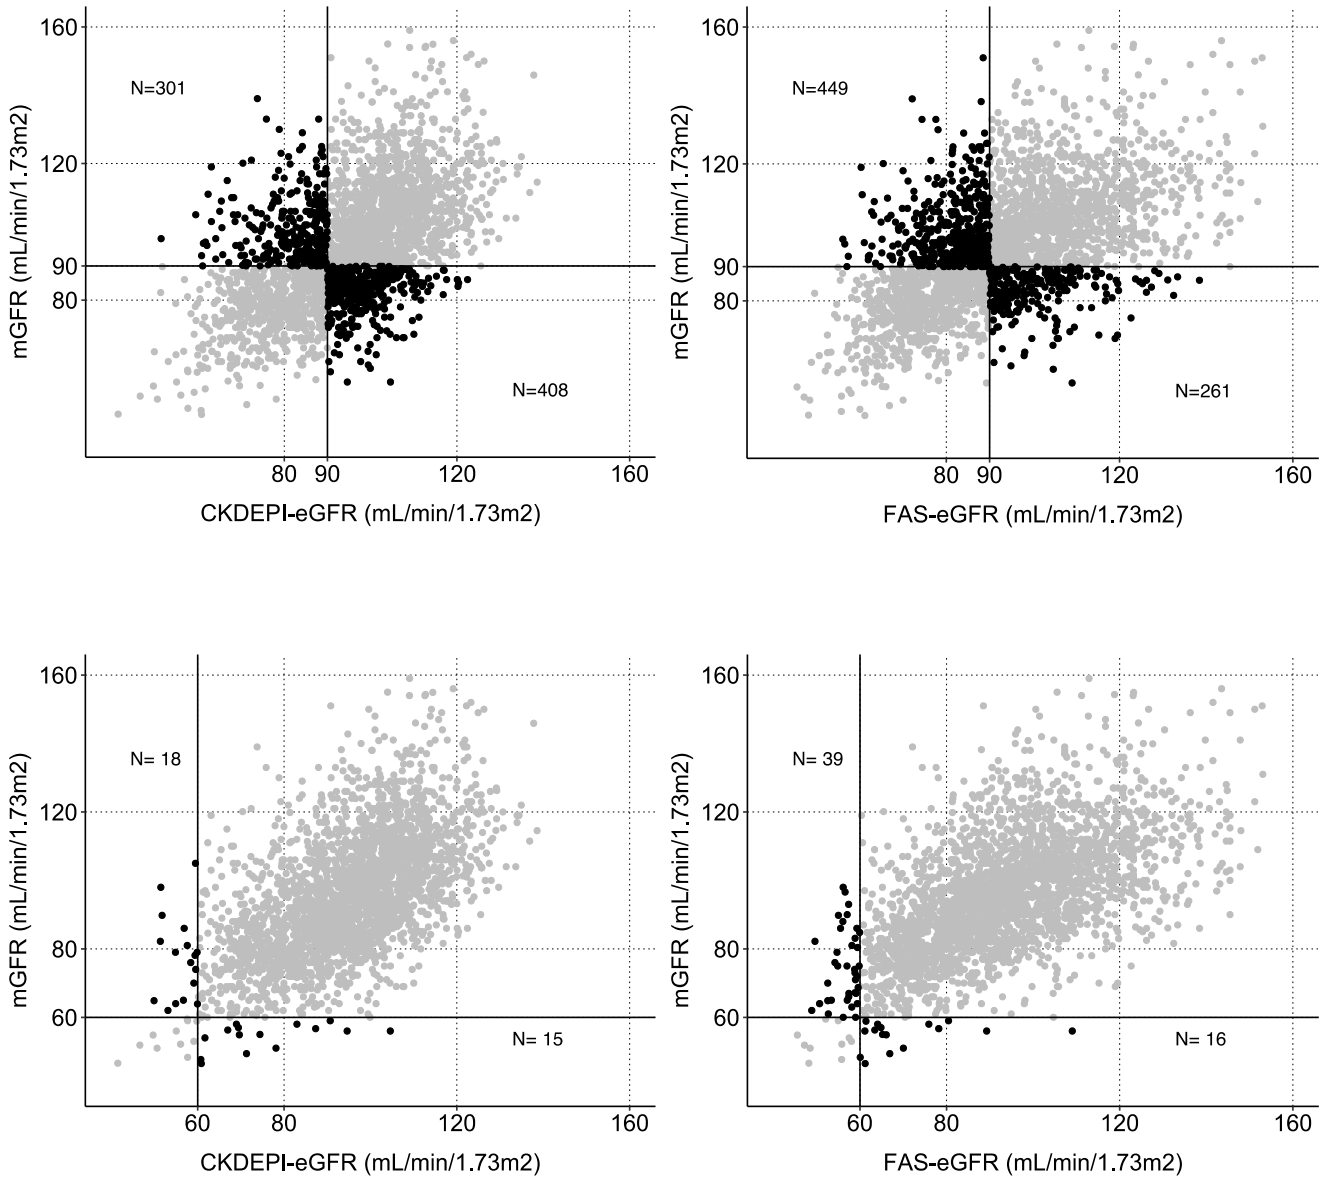 160
120
90
80
mGFR (mL/min/1.73m2)
N=301
N=408
80 90 120 160
CKDEPI-eGFR (mL/min/1.73m2)
160
120
90
80
mGFR (mL/min/1.73m2)
N=449
N=261
80 90 120 160
FAS-eGFR (mL/min/1.73m2)
160
120
80
60
mGFR (mL/min/1.73m2)
N= 18
N= 15
60 80 120 160
CKDEPI-eGFR (mL/min/1.73m2)
160
120
80
60
mGFR (mL/min/1.73m2)
N= 39
N= 16
60 80 120 160
FAS-eGFR (mL/min/1.73m2)